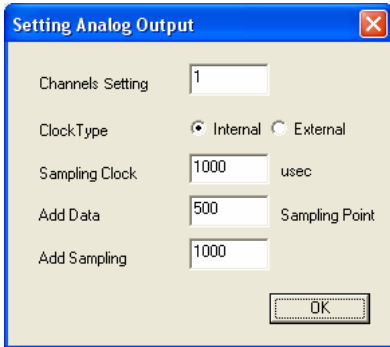 Setting Analog Output
Channels Setting 1
ClockType Internal External
Sampling Clock 1000 usec
Add Data 500 Sampling Point
Add Sampling 1000
OK